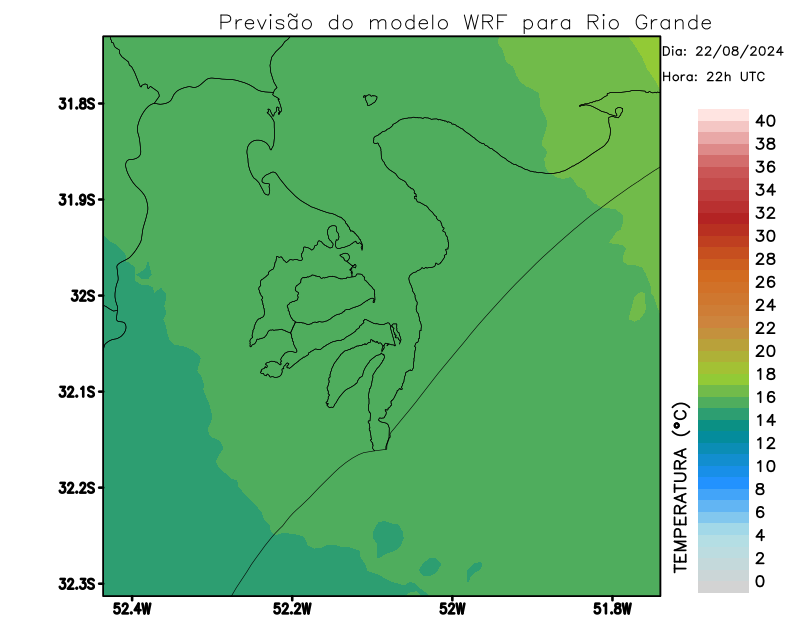 Previsão do modelo WRF para Rio Grande
Dia: 22/08/2024
Hora: 22h UTC
31.8S
31.9S
32S
32.1S
32.2S
32.3S
52.4W
52.2W
52W
51.8W
TEMPERATURA (°C)
40
38
36
34
32
30
28
26
24
22
20
18
16
14
12
10
8
6
4
2
0